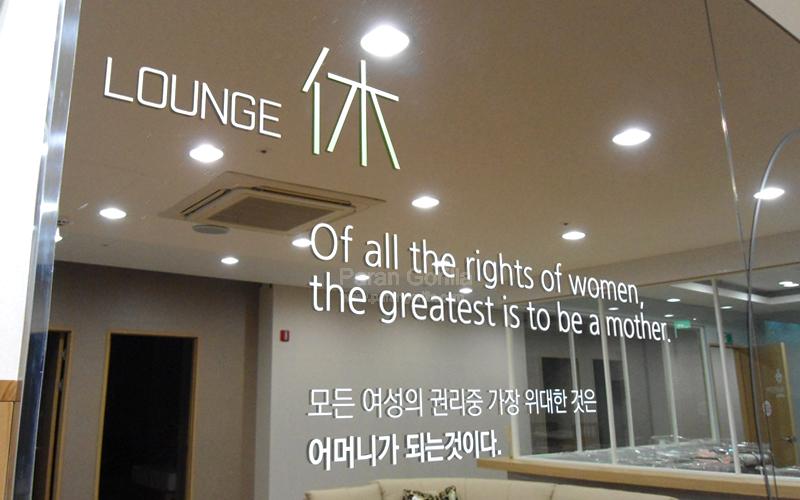 LOUNGE 休
Of all the rights of women,
the greatest is to be a mother.
Paran Gorilla
모든 여성의 권리중 가장 위대한 것은
어머니가 되는것이다.